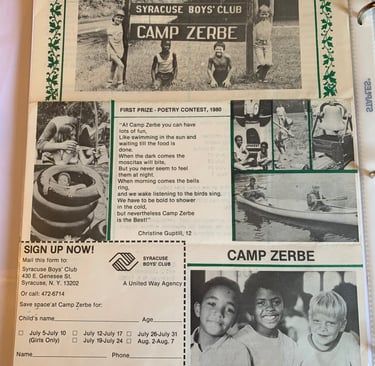 SYRACUSE BOYS' CLUB
CAMP ZERBE
FIRST PRIZE - POETRY CONTEST, 1980
"At Camp Zerbe you can have
lots of fun,
Like swimming in the sun and
waiting till the food is
done.
When the dark comes the
moscitas will bite,
But you never seem to feel
them at night.
When morning comes the bells
ring,
and we wake listening to the birds sing.
We have to be bold to shower
in the cold,
but nevertheless Camp Zerbe
is the Best!"
Christine Guptill, 12
SIGN UP NOW!
Mail this form to:
Syracuse Boys' Club
430 E. Genesee St.
Syracuse, N. Y. 13202
Or call: 472-6714
SYRACUSE
BOYS' CLUB
A United Way Agency
Save space at Camp Zerbe for:
Child's name Age
July 5-July 10 July 12-July 17 July 26-July 31
(Girls Only) July 19-July 24 Aug. 2-Aug. 7
Name Phone
CAMP ZERBE
STAPLES